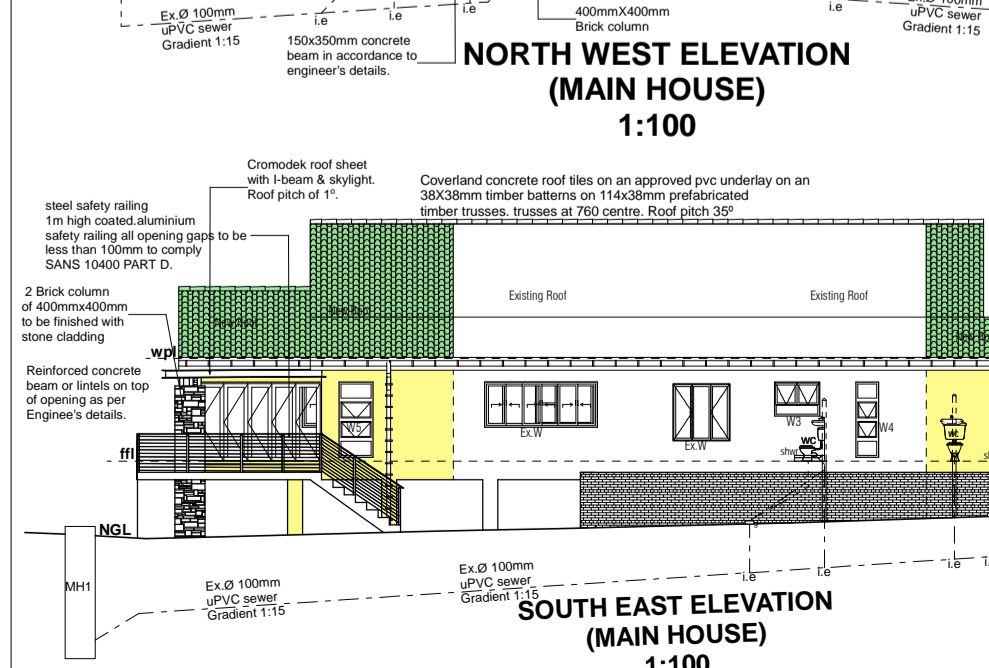 Ex.Ø 100mm
uPVC sewer
Gradient 1:15
i.e
i.e
i.e
400mmX400mm
Brick column
i.e
uPVC sewer
Gradient 1:15
150x350mm concrete
beam in accordance to
engineer's details.
NORTH WEST ELEVATION
(MAIN HOUSE)
1:100
Cromodek roof sheet
with I-beam & skylight.
Roof pitch of 1º.
Coverland concrete roof tiles on an approved pvc underlay on an
38X38mm timber battens on 114x38mm prefabricated
timber trusses. trusses at 760 centre. Roof pitch 35º
steel safety railing
1m high coated.aluminium
safety railing all opening gaps to be
less than 100mm to comply
SANS 10400 PART D.
2 Brick column
of 400mmx400mm
to be finished with
stone cladding
Existing Roof
Existing Roof
New Roof
New Roof
wpl
Reinforced concrete
beam or lintels on top
of opening as per
Enginee's details.
W5
Ex.W
Ex.W
W3
W4
WC
shwr
WC
ffl
NGL
MH1
Ex.Ø 100mm
uPVC sewer
Gradient 1:15
Ex.Ø 100mm
uPVC sewer
Gradient 1:15
g
i.e
i.e
i.e
SOUTH EAST ELEVATION
(MAIN HOUSE)
1:100